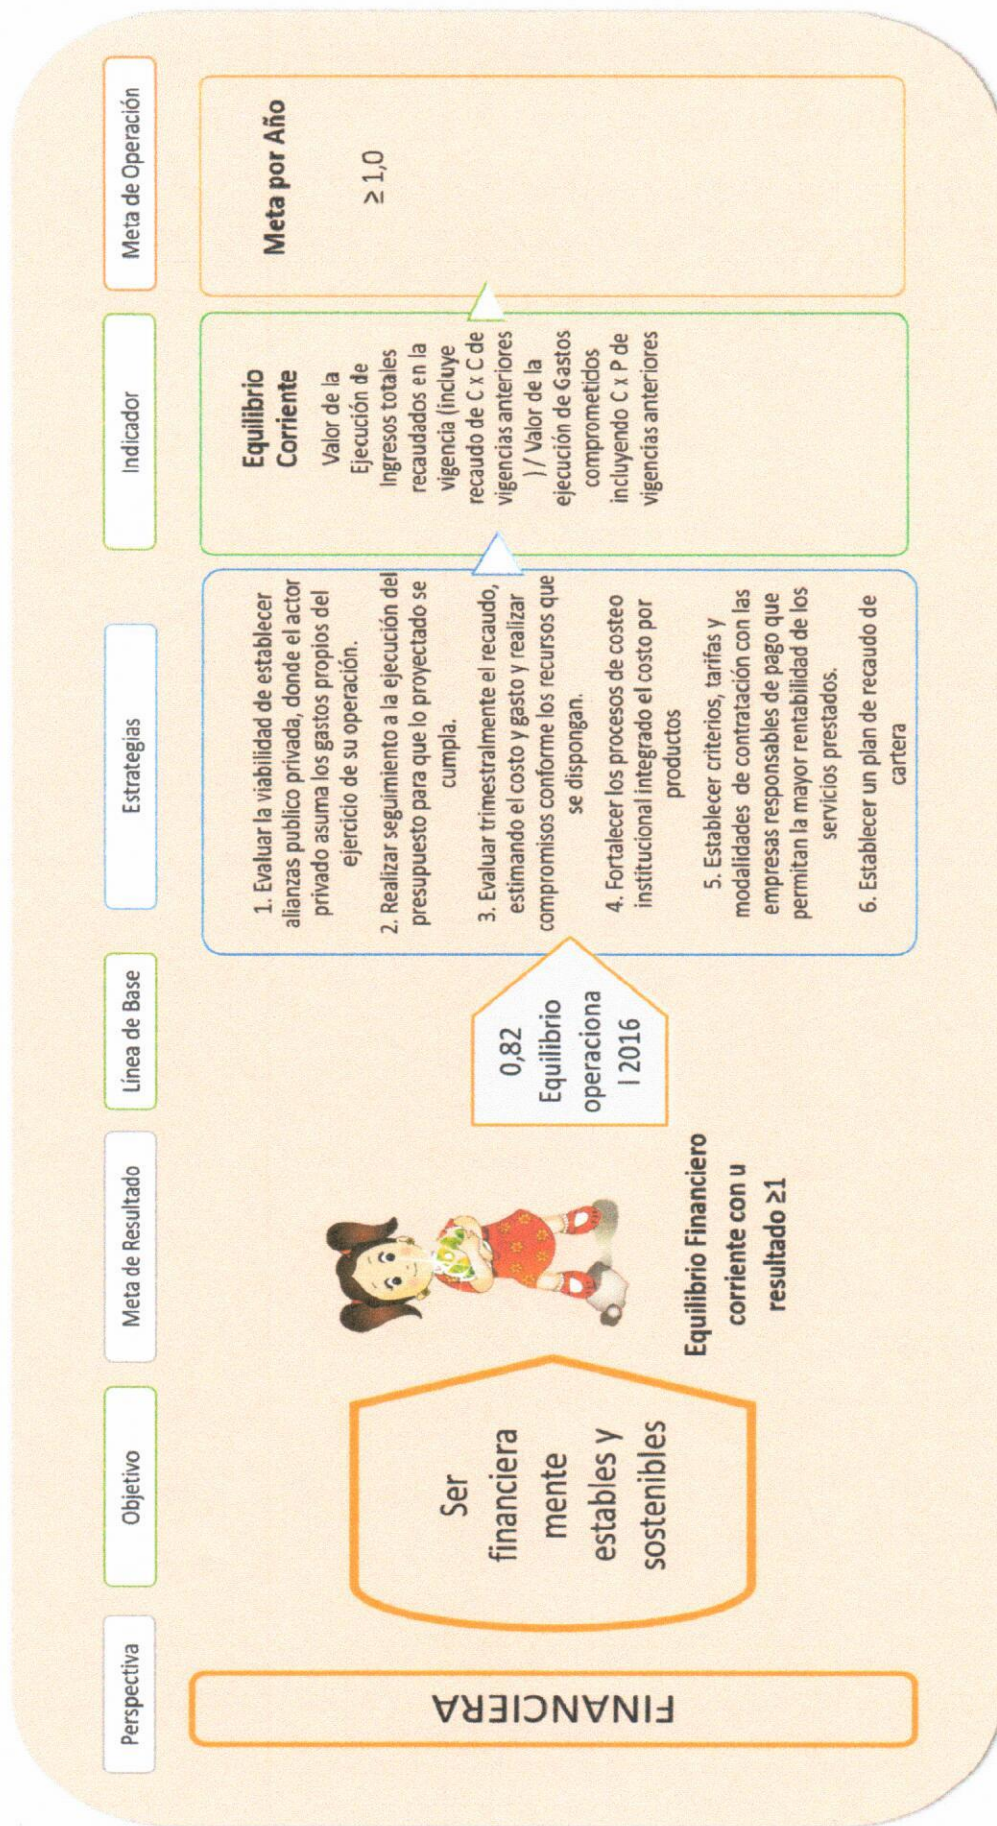 Perspectiva
Objetivo
Meta de Resultado
Línea de Base
Estrategias
Indicador
Meta de Operación
FINANCIERA
Ser
financiera
mente
estables y
sostenibles
Equilibrio Financiero
corriente con u
resultado ≥1
0,82
Equilibrio
operaciona
l 2016
1. Evaluar la viabilidad de establecer
alianzas publico privada, donde el actor
privado asuma los gastos propios del
ejercicio de su operación.
2. Realizar seguimiento a la ejecución del
presupuesto para que lo proyectado se
cumpla.
3. Evaluar trimestralmente el recaudo,
estimando el costo y gasto y realizar
compromisos conforme los recursos que
se dispongan.
4. Fortalecer los procesos de costeo
institucional integrado el costo por
productos
5. Establecer criterios, tarifas y
modalidades de contratación con las
empresas responsables de pago que
permitan la mayor rentabilidad de los
servicios prestados.
6. Establecer un plan de recaudo de
cartera
Equilibrio
Corriente
Valor de la
Ejecución de
Ingresos totales
recaudados en la
vigencia (incluye
recaudo de C x C de
vigencias anteriores
) / Valor de la
ejecución de Gastos
comprometidos
incluyendo C x P de
vigencias anteriores
Meta por Año
≥ 1,0